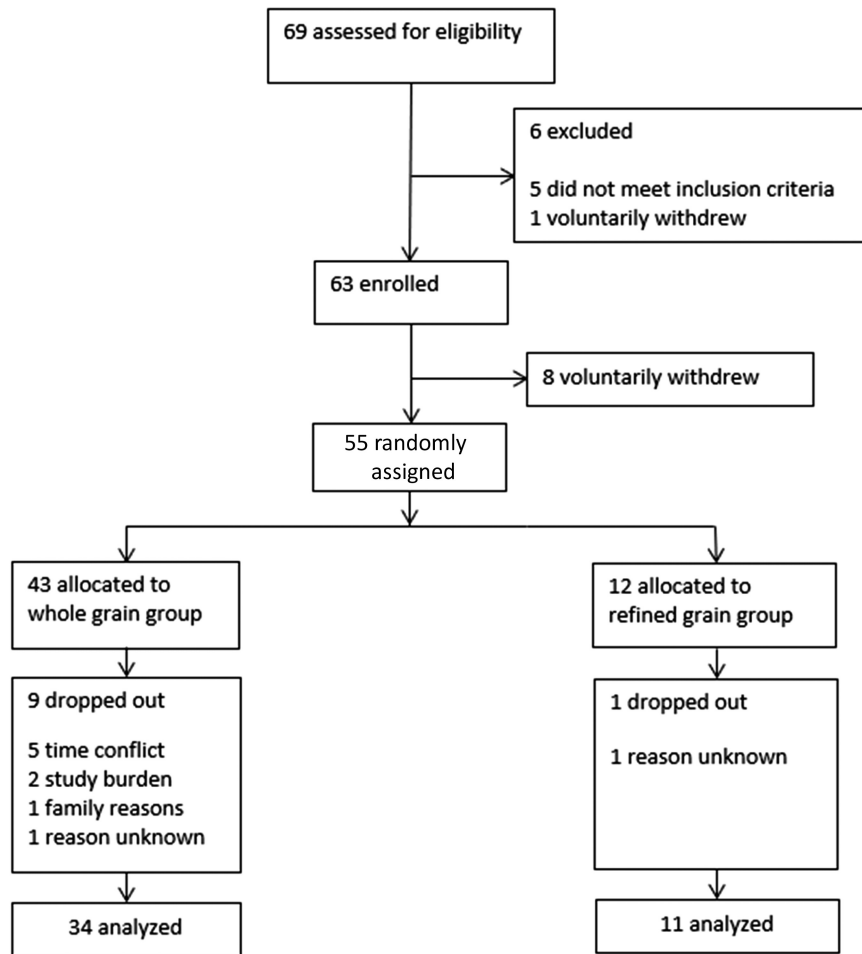 69 assessed for eligibility
6 excluded
5 did not meet inclusion criteria
1 voluntarily withdrew
63 enrolled
8 voluntarily withdrew
55 randomly
assigned
43 allocated to
whole grain group
12 allocated to
refined grain group
9 dropped out
5 time conflict
2 study burden
1 family reasons
1 reason unknown
1 dropped out
1 reason unknown
34 analyzed
11 analyzed